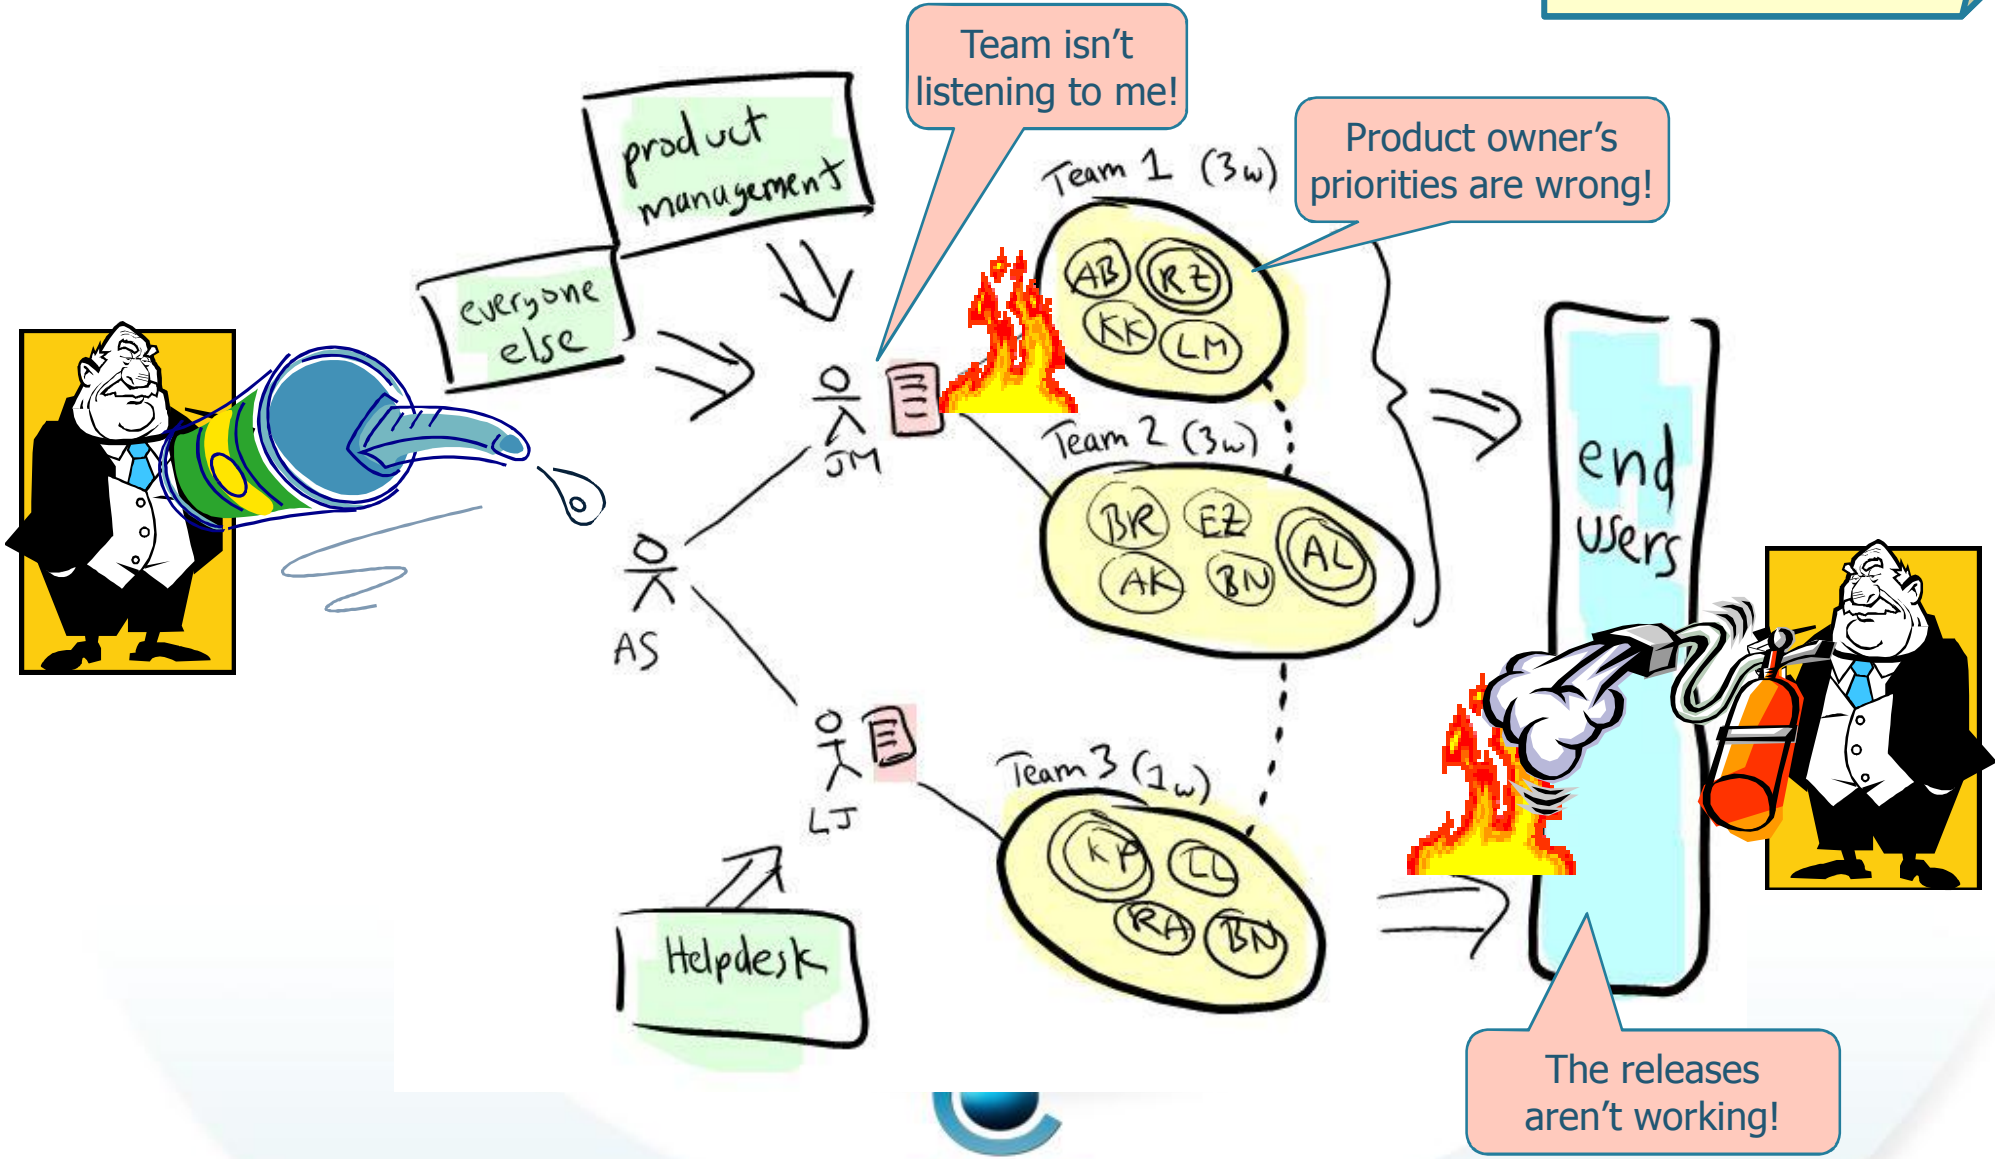 Team isn't
listening to me!
product
management
Product owner's
priorities are wrong!
Team 1 (3w)
everyone
else
AB
RZ
KK
LM
JM
Team 2 (3w)
BR
EZ
AL
AK
BN
end
users
AS
LJ
Team 3 (1w)
KP
LL
RA
BN
Helpdesk
The releases
aren't working!